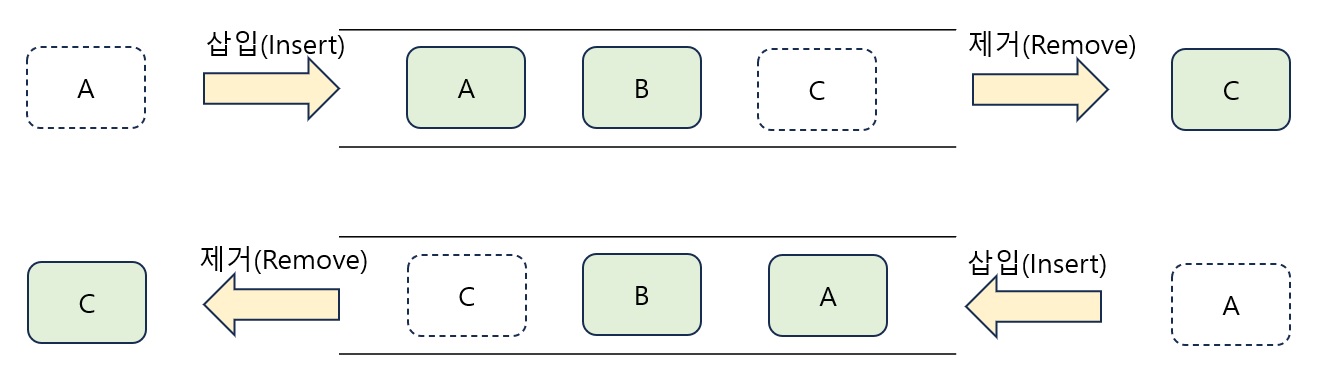 삽입(Insert)
제거(Remove)
A
A
B
C
C
제거(Remove)
삽입(Insert)
C
C
B
A
A